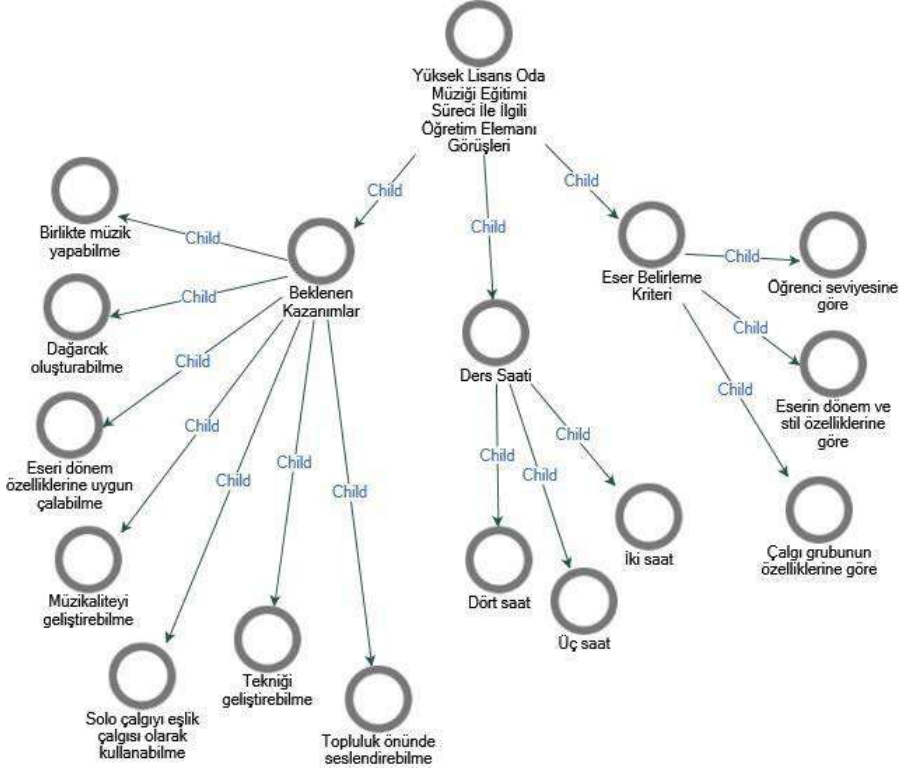 Yüksek Lisans Oda
Müziği Eğitimi
Süreci İle İlgili
Öğretim Elemanı
Görüşleri
Child
Child
Child
Beklenen
Kazanımlar
Child
Birlikte müzik
yapabilme
Child
Dağarcık
oluşturabilme
Child
Eseri dönem
özelliklerine uygun
çalabilme
Child
Müzikaliteyi
geliştirebilme
Child
Solo çalgıyı eşlik
çalgısı olarak
kullanabilme
Child
Tekniği
geliştirebilme
Child
Topluluk önünde
seslendirebilme
Ders Saati
Child
Dört saat
Child
Üç saat
Child
İki saat
Eser Belirleme
Kriteri
Child
Öğrenci seviyesine
göre
Child
Eserin dönem ve
stil özelliklerine
göre
Child
Çalgı grubunun
özelliklerine göre